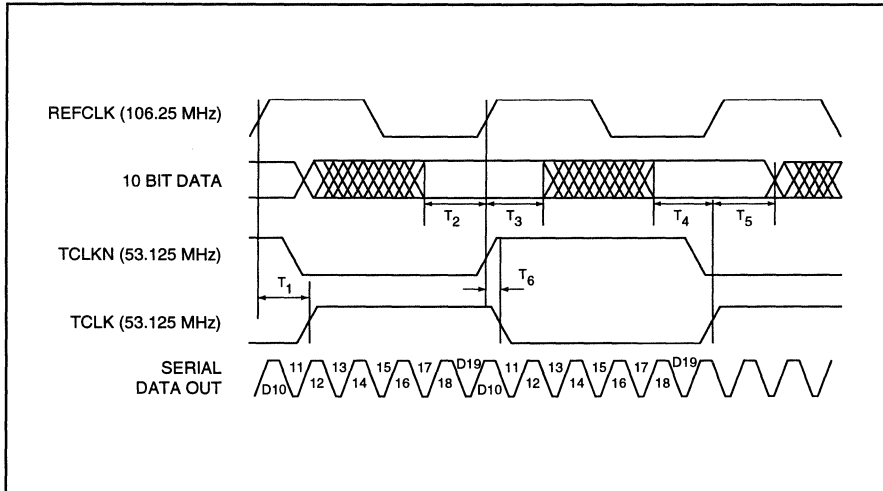 REFCLK (106.25 MHz)
10 BIT DATA
T2 T3 T4 T5
TCLKN (53.125 MHz)
T1 T6
TCLK (53.125 MHz)
SERIAL
DATA OUT
11 13 15 17 D19 11 13 15 17 D19
D10 12 14 16 18 D10 12 14 16 18